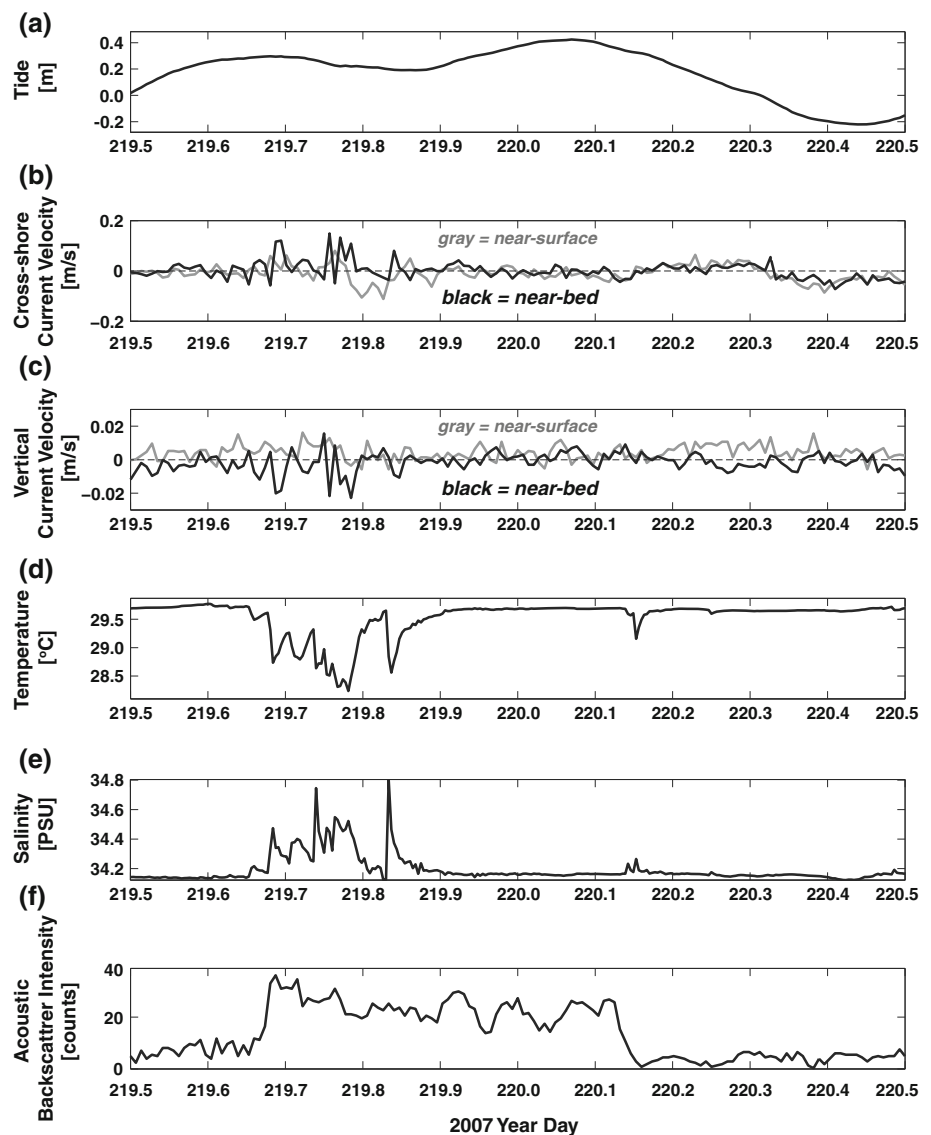 (a)
Tide
[m]
0.4
0.2
0.0
−0.2
219.5 219.6 219.7 219.8 219.9 220.0 220.1 220.2 220.3 220.4 220.5
(b)
Cross-shore
Current Velocity
[m/s]
0.2
0
−0.2
gray = near-surface
black = near-bed
219.5 219.6 219.7 219.8 219.9 220.0 220.1 220.2 220.3 220.4 220.5
(c)
Vertical
Current Velocity
[m/s]
0.02
0
−0.02
gray = near-surface
black = near-bed
219.5 219.6 219.7 219.8 219.9 220.0 220.1 220.2 220.3 220.4 220.5
(d)
Temperature
[°C]
29.5
29.0
28.5
219.5 219.6 219.7 219.8 219.9 220.0 220.1 220.2 220.3 220.4 220.5
(e)
Salinity
[PSU]
34.8
34.6
34.4
34.2
219.5 219.6 219.7 219.8 219.9 220.0 220.1 220.2 220.3 220.4 220.5
(f)
Acoustic
Backscattrer Intensity
[counts]
40
20
0
219.5 219.6 219.7 219.8 219.9 220.0 220.1 220.2 220.3 220.4 220.5
2007 Year Day